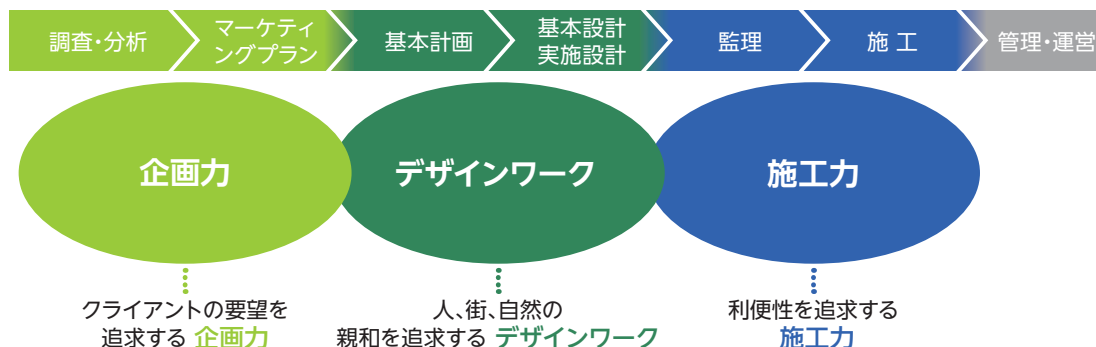 調査・分析
マーケティ
ングプラン
基本計画
基本設計
実施設計
監理
施 工
管理・運営
企画力
デザインワーク
施工力
クライアントの要望を
追求する 企画力
人、街、自然の
親和を追求する デザインワーク
利便性を追求する
施工力